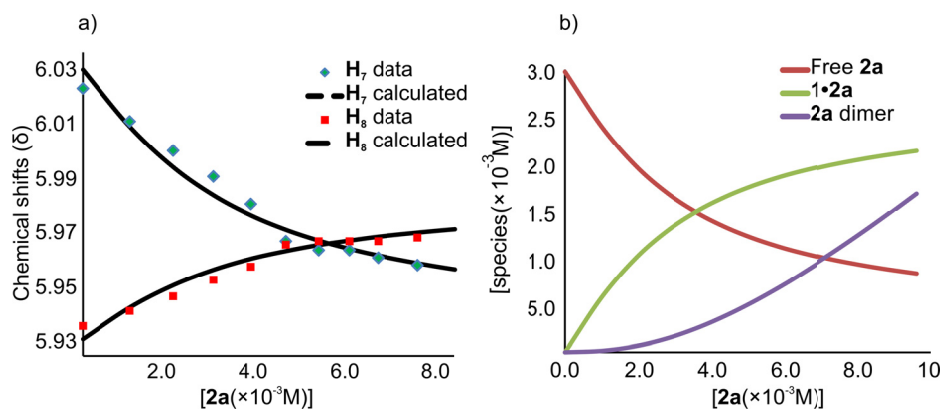 a)
6.03
6.01
5.99
5.97
5.95
5.93
Chemical shifts (δ)
2.0
4.0
6.0
8.0
[2a(×10⁻³M)]
H₇ data
H₇ calculated
H₈ data
H₈ calculated
b)
3.0
2.5
2.0
1.5
1.0
5.0
[species(×10⁻³M)]
0.0
2.0
4.0
6.0
8.0
10
[2a(×10⁻³M)]
Free 2a
1•2a
2a dimer